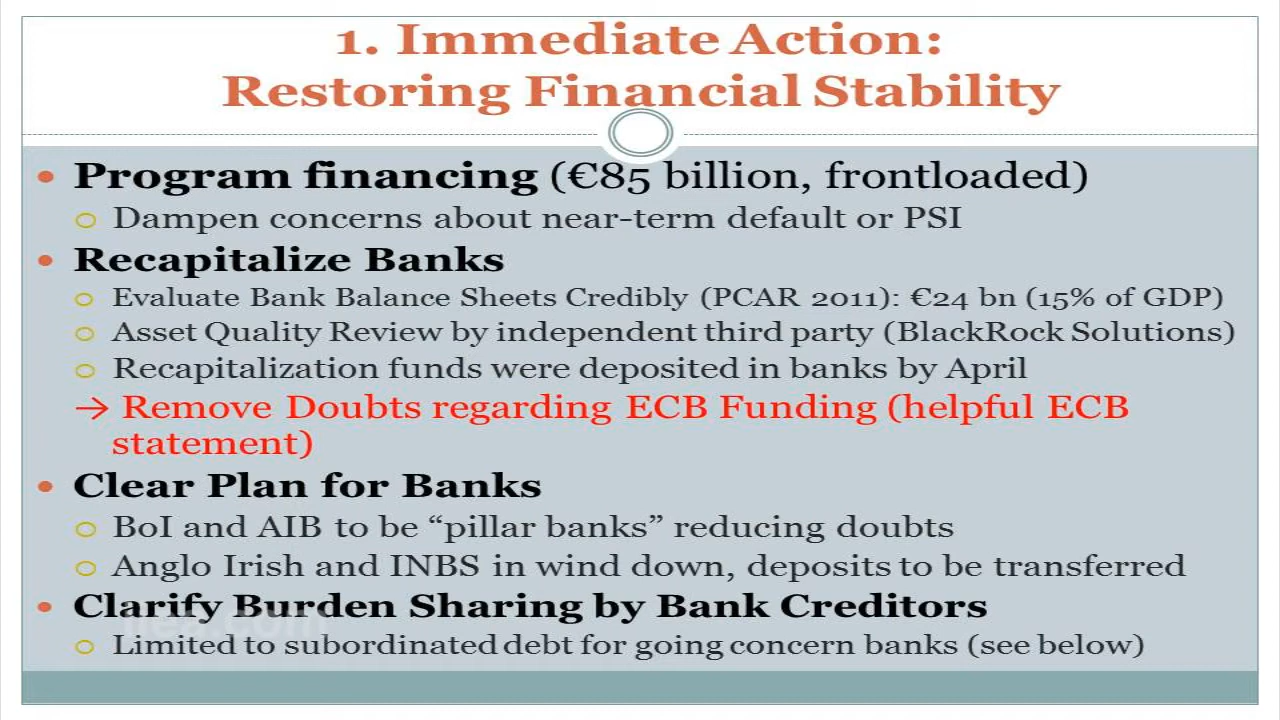 1. Immediate Action:
Restoring Financial Stability
• Program financing (€85 billion, frontloaded)
○ Dampen concerns about near-term default or PSI
• Recapitalize Banks
○ Evaluate Bank Balance Sheets Credibly (PCAR 2011): €24 bn (15% of GDP)
○ Asset Quality Review by independent third party (BlackRock Solutions)
○ Recapitalization funds were deposited in banks by April
→ Remove Doubts regarding ECB Funding (helpful ECB
statement)
• Clear Plan for Banks
○ BoI and AIB to be “pillar banks” reducing doubts
○ Anglo Irish and INBS in wind down, deposits to be transferred
• Clarify Burden Sharing by Bank Creditors
○ Limited to subordinated debt for going concern banks (see below)